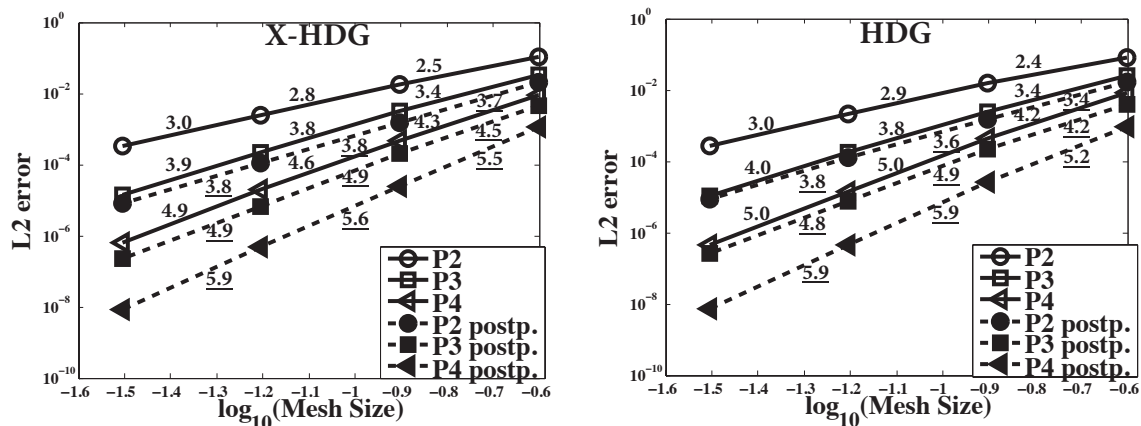 X-HDG
L2 error
10^0
10^-2
10^-4
10^-6
10^-8
10^-10
2.5
2.8
3.0
3.4
3.7
3.8
4.3
4.5
3.8
3.9
4.6
5.5
3.8
4.9
4.9
5.6
4.9
5.9
P2
P3
P4
P2 postp.
P3 postp.
P4 postp.
−1.5 −1.4 −1.3 −1.2 −1.1 −1 −0.9 −0.8 −0.7 −0.6
log10(Mesh Size)
HDG
L2 error
10^0
10^-2
10^-4
10^-6
10^-8
10^-10
2.4
2.9
3.0
3.4
3.4
3.8
4.2
4.2
3.6
4.0
5.0
5.2
3.8
4.9
5.0
4.8
5.9
5.9
P2
P3
P4
P2 postp.
P3 postp.
P4 postp.
−1.5 −1.4 −1.3 −1.2 −1.1 −1 −0.9 −0.8 −0.7 −0.6
log10(Mesh Size)